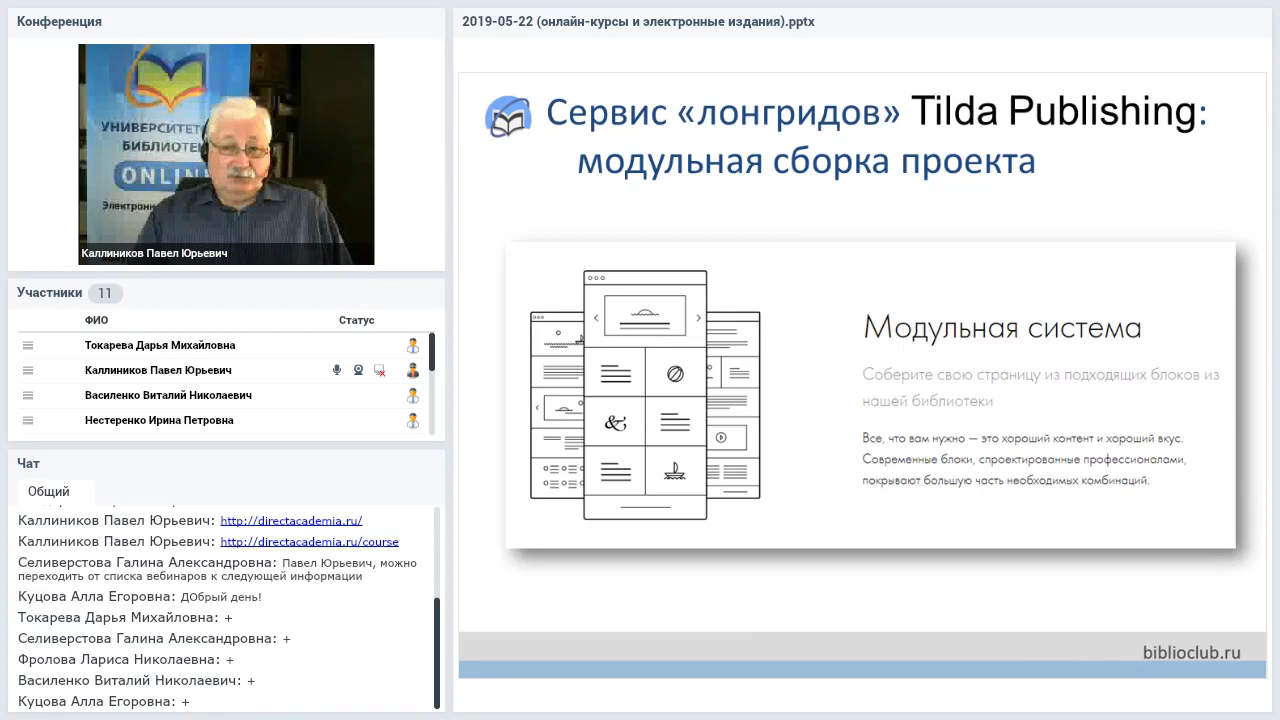 Конференция
УНИВЕРСИТЕТС
БИБЛИОТЕ
ONLIN
Электронн
Каллиников Павел Юрьевич
Участники 11
ФИО Статус
Токарева Дарья Михайловна
Каллиников Павел Юрьевич
Василенко Виталий Николаевич
Нестеренко Ирина Петровна
Чат
Общий
Каллиников Павел Юрьевич: http://directacademia.ru/
Каллиников Павел Юрьевич: http://directacademia.ru/course
Селиверстова Галина Александровна: Павел Юрьевич, можно
переходить от списка вебинаров к следующей информации
Куцова Алла Егоровна: ДОбрый день!
Токарева Дарья Михайловна: +
Селиверстова Галина Александровна: +
Фролова Лариса Николаевна: +
Василенко Виталий Николаевич: +
Куцова Алла Егоровна: +
2019-05-22 (онлайн-курсы и электронные издания).pptx
Сервис «лонгридов» Tilda Publishing:
модульная сборка проекта
&
Модульная система
Соберите свою страницу из подходящих блоков из
нашей библиотеки
Все, что вам нужно — это хороший контент и хороший вкус.
Современные блоки, спроектированные профессионалами,
покрывают большую часть необходимых комбинаций.
biblioclub.ru